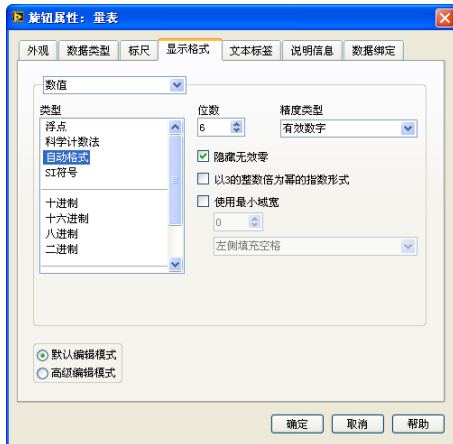 旋钮属性：量表
外观 数据类型 标尺 显示格式 文本标签 说明信息 数据绑定
数值
类型 位数 精度类型
浮点 6 有效数字
科学计数法
自动格式 隐藏无效零
SI符号 以3的整数倍为幂的指数形式
十进制 使用最小域宽
十六进制 0
八进制 左侧填充空格
二进制
默认编辑模式
高级编辑模式
确定 取消 帮助